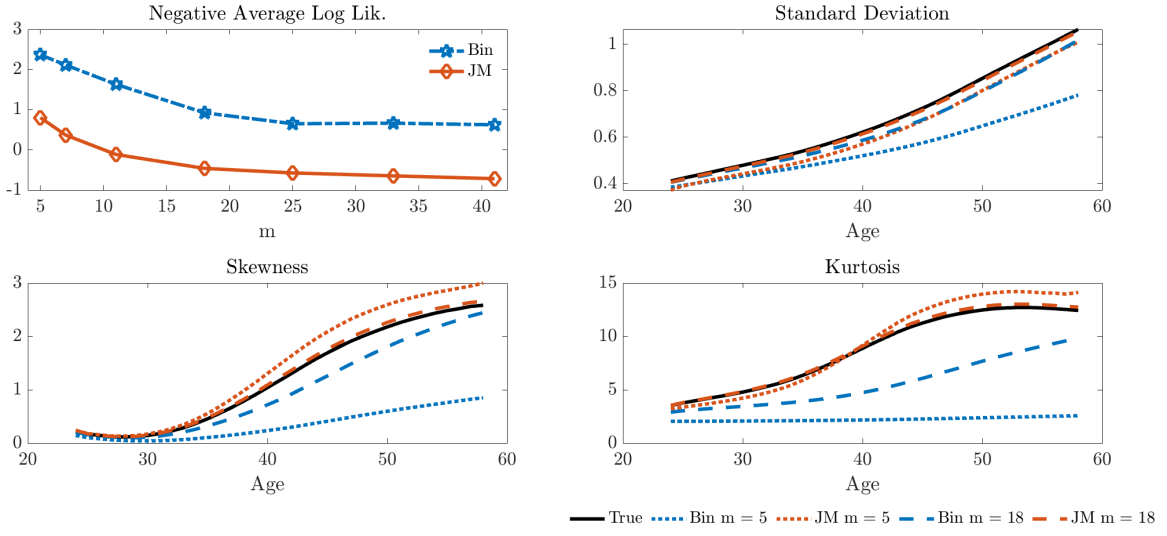 Negative Average Log Lik.
3
2
1
0
-1
5 10 15 20 25 30 35 40
m
Bin
JM
Standard Deviation
1
0.8
0.6
0.4
20 30 40 50 60
Age
Skewness
3
2
1
0
20 30 40 50 60
Age
Kurtosis
15
10
5
0
20 30 40 50 60
Age
True Bin m = 5 JM m = 5 Bin m = 18 JM m = 18